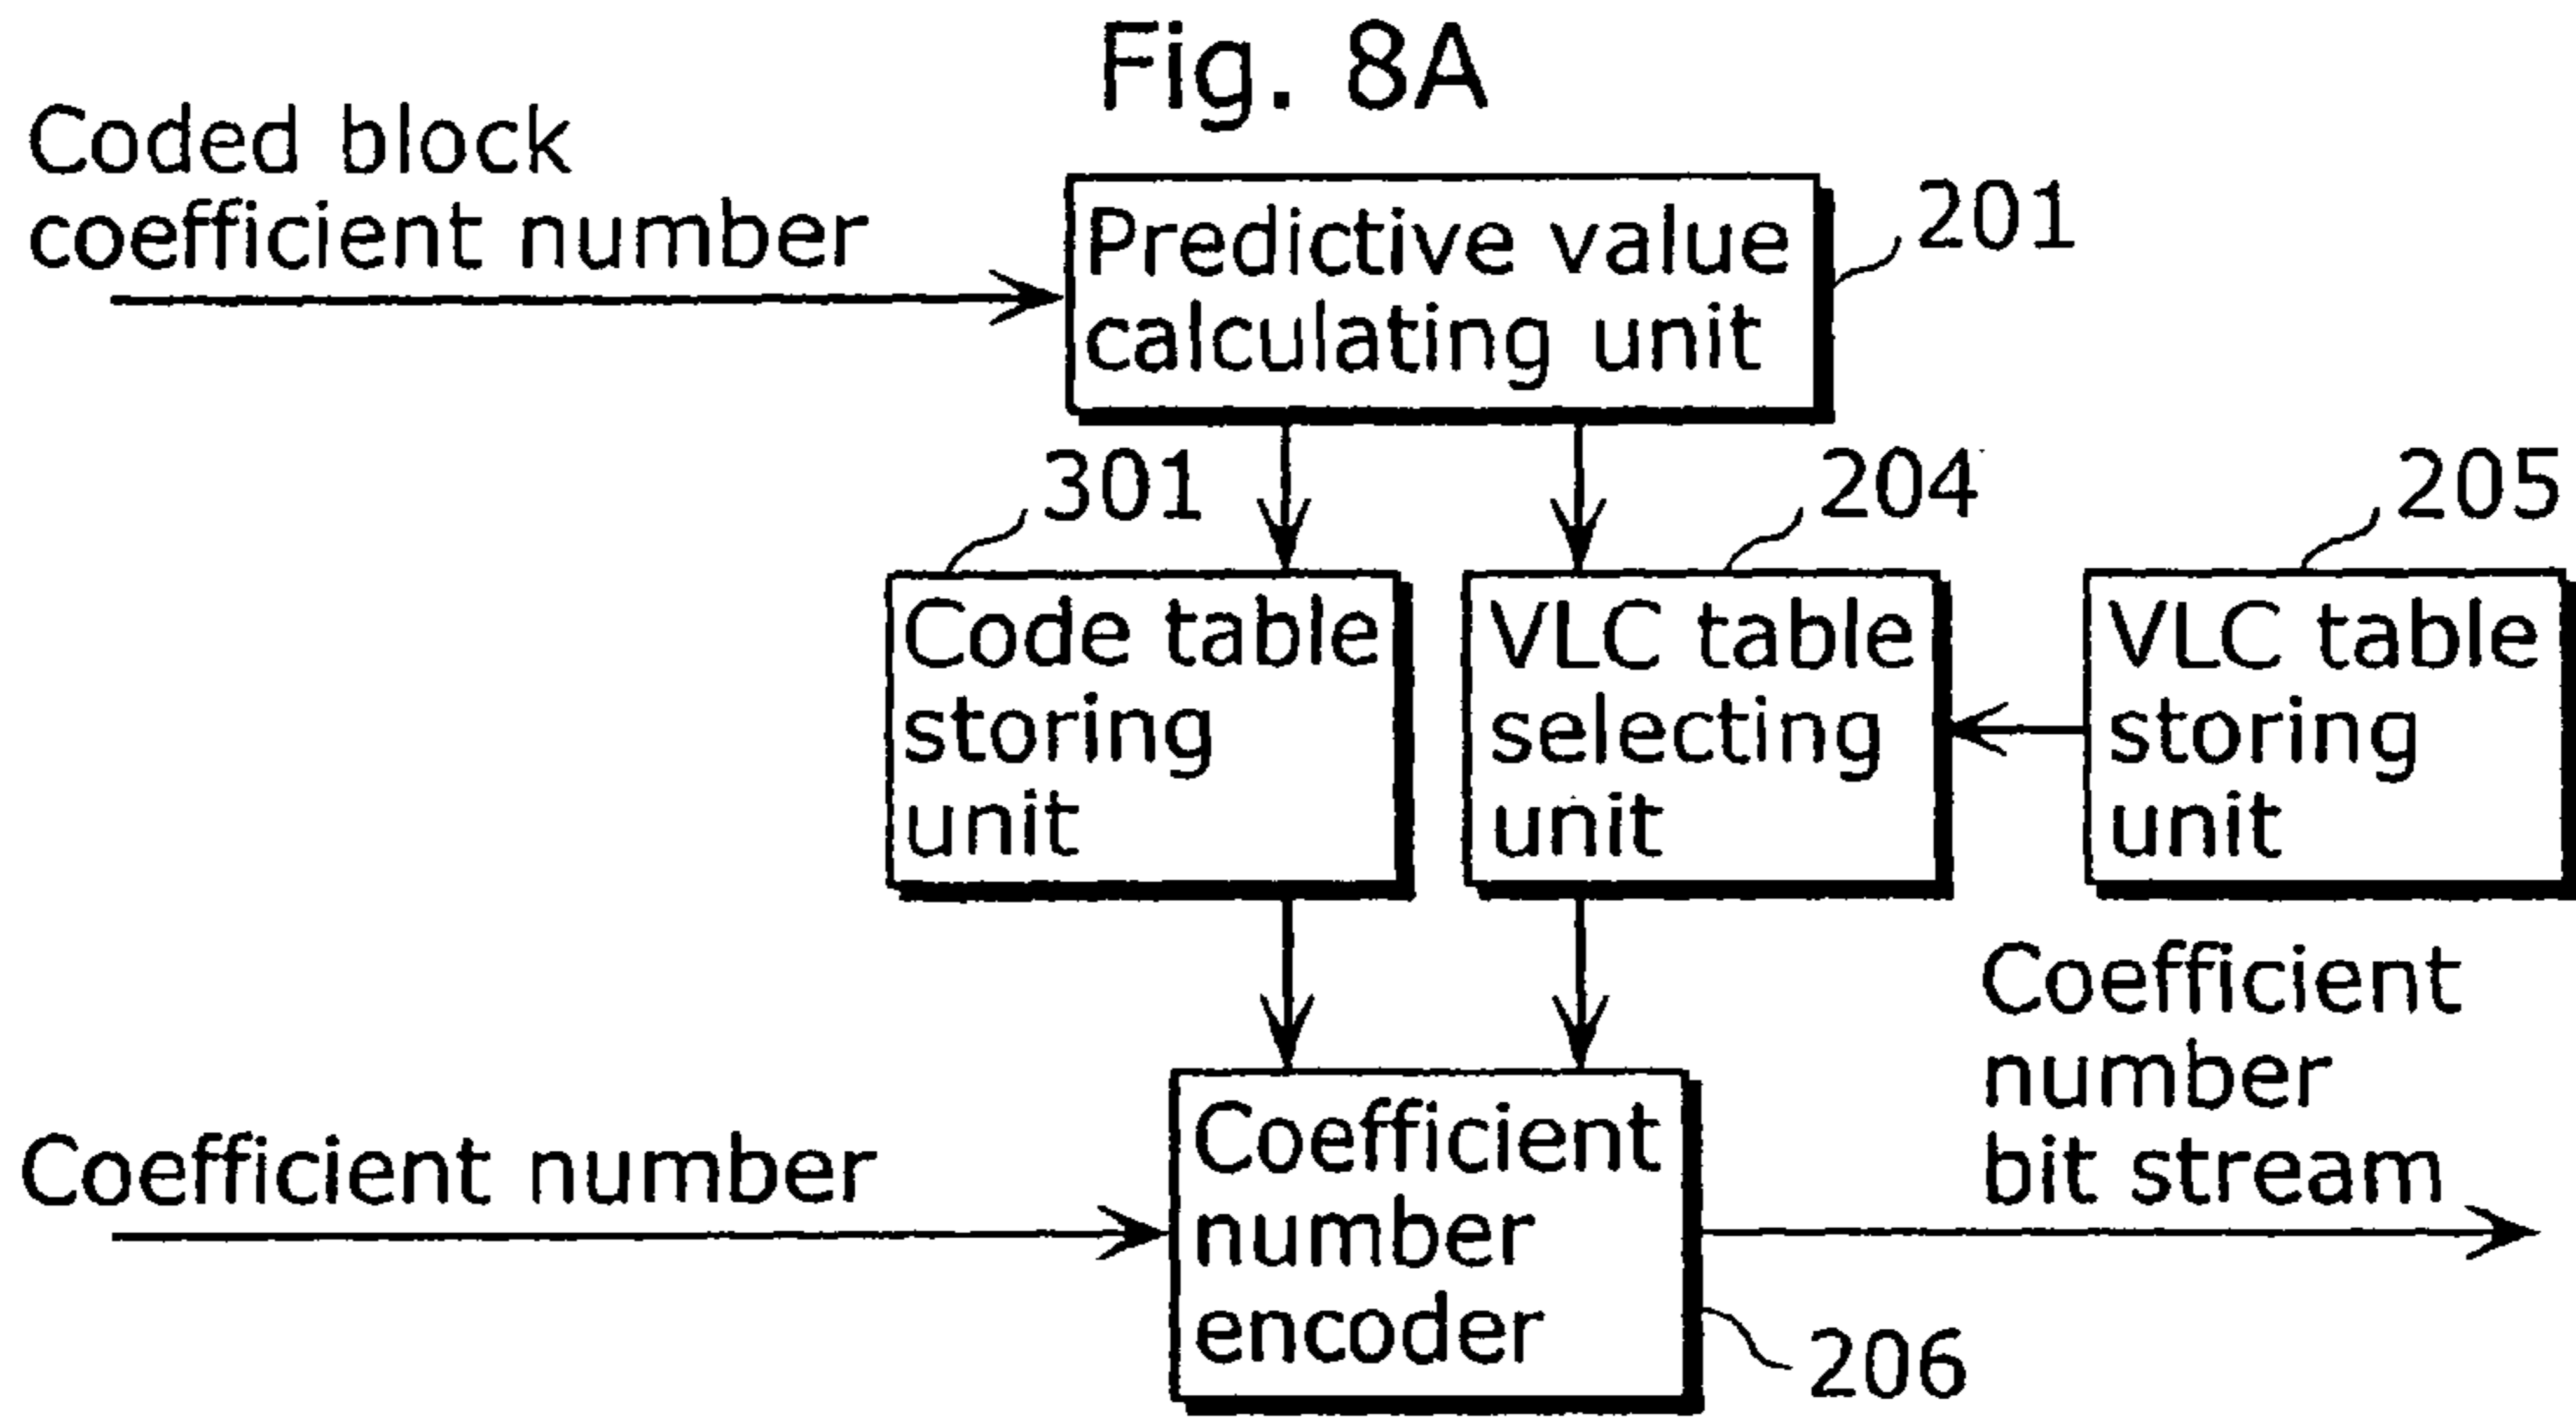 Fig. 8A
Coded block
coefficient number
Predictive value
calculating unit
201
301
204
205
Code table
storing
unit
VLC table
selecting
unit
VLC table
storing
unit
Coefficient
number
bit stream
Coefficient number
Coefficient
number
encoder
206